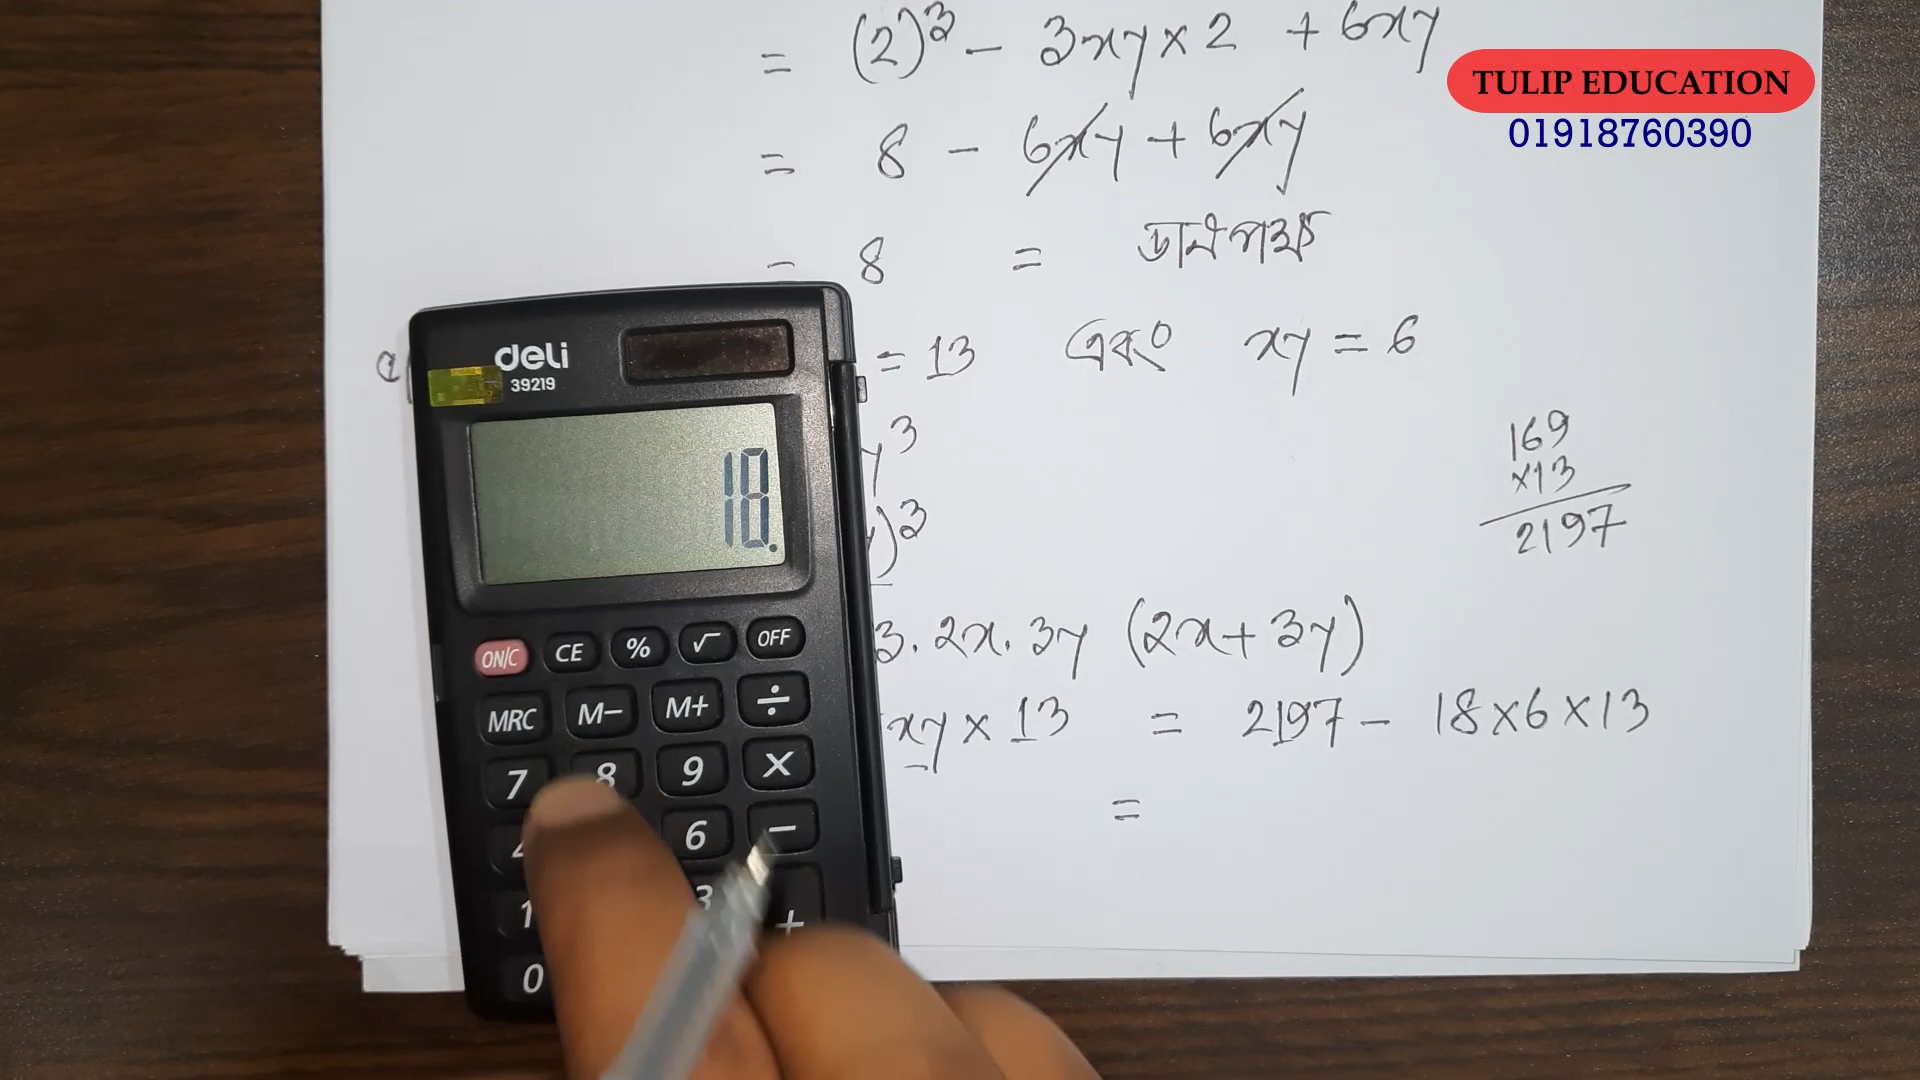 = (2)³ - 3xy × 2 + 6xy
TULIP EDUCATION
01918760390
= 8 - 6xy + 6xy
= 8 = ডানপক্ষ
= 13 এবং xy = 6
y³
)³
3. 2x. 3y (2x + 3y)
xy × 13 = 2197 - 18×6×13
=
169
×13
2197
deli
39219
18.
ON/C CE % √ OFF
MRC M- M+ ÷
7 8 9 ×
6 -
1 3 +
0